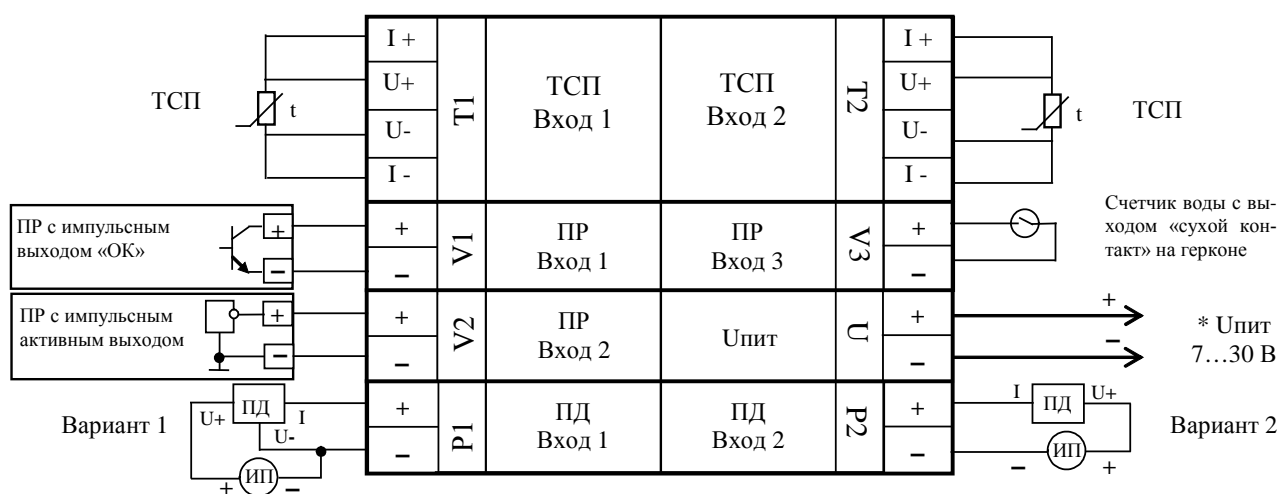 ТСП
t
I +
U+
U-
I -
T1
ТСП
Вход 1
ТСП
Вход 2
T2
I +
U+
U-
I -
t
ТСП
ПР с импульсным
выходом «ОК»
+
–
+
–
V1
ПР
Вход 1
ПР
Вход 3
V3
+
–
Счетчик воды с вы-
ходом «сухой кон-
такт» на герконе
ПР с импульсным
активным выходом
+
–
+
–
V2
ПР
Вход 2
Uпит
U
+
–
+
–
* Uпит
7…30 В
Вариант 1
U+
ПД
I
U-
+
ИП
–
+
–
P1
ПД
Вход 1
ПД
Вход 2
P2
+
–
I
ПД
U+
–
ИП
+
Вариант 2